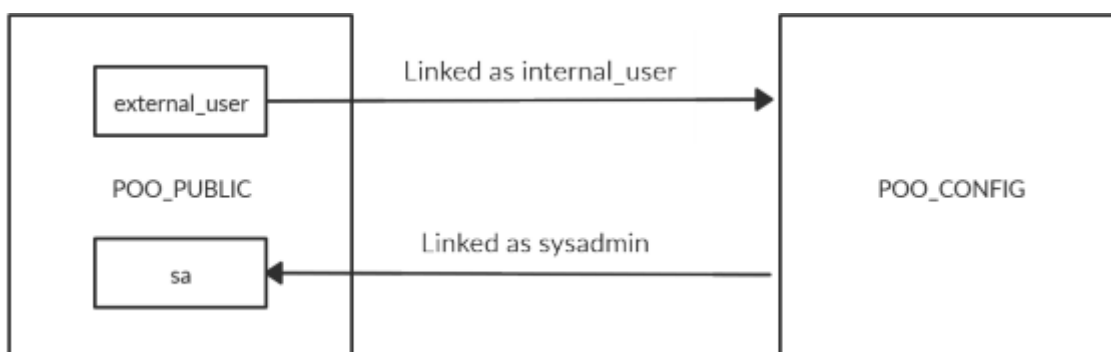 Linked as internal_user
external_user
POO_PUBLIC
POO_CONFIG
Linked as sysadmin
sa